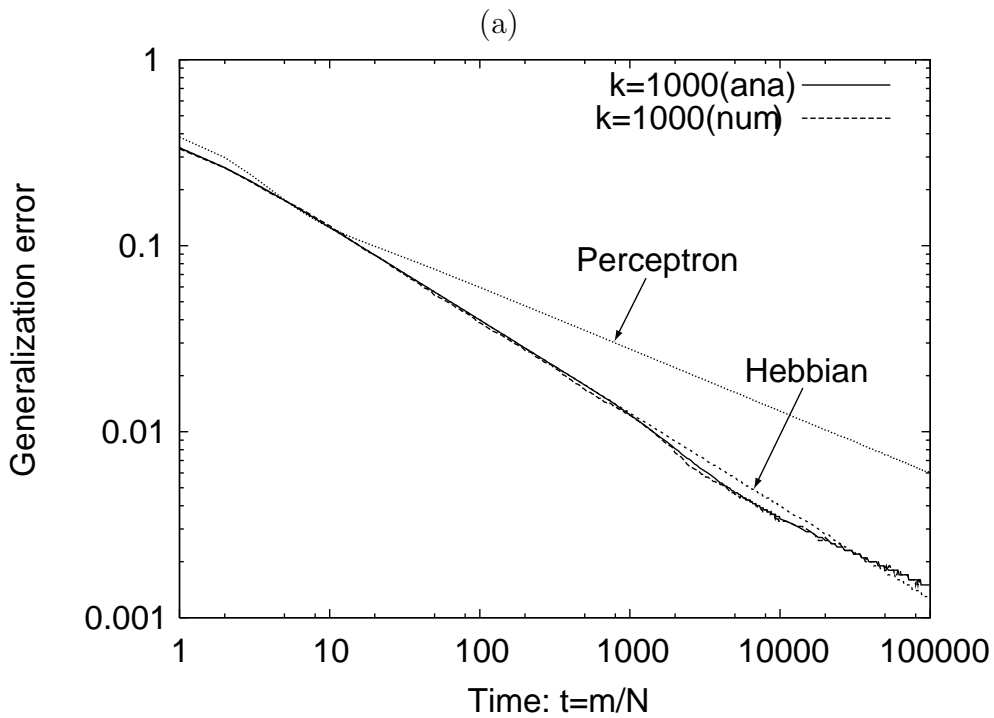 (a)
1
k=1000(ana)
k=1000(num)
0.1
Perceptron
Hebbian
0.01
0.001
Generalization error
1 10 100 1000 10000 100000
Time: t=m/N